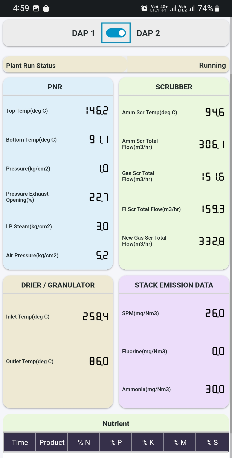 4:59
74%
DAP 1
DAP 2
Plant Run Status
Running
PNR
Top Temp(deg C) 146.2
Bottom Temp(deg C) 91.1
Pressure(kg/cm2) 1.0
Pressure Exhaust Opening(%) 22.7
LP Steam(kg/cm2) 3.0
Air Pressure(kg/cm2) 5.2
SCRUBBER
Amm Scr Temp(deg C) 94.6
Amm Scr Total Flow(m3/hr) 306.1
Gas Scr Total Flow(m3/hr) 151.6
Fl Scr Total Flow(m3/hr) 159.3
New Gas Scr Total Flow(m3/hr) 332.8
DRIER / GRANULATOR
Inlet Temp(deg C) 258.4
Outlet Temp(deg C) 86.0
STACK EMISSION DATA
SPM(mg/Nm3) 26.0
Fluorine(mg/Nm3) 0.0
Ammonia(mg/Nm3) 30.0
Nutrient
Time Product % N % P % K % M % S